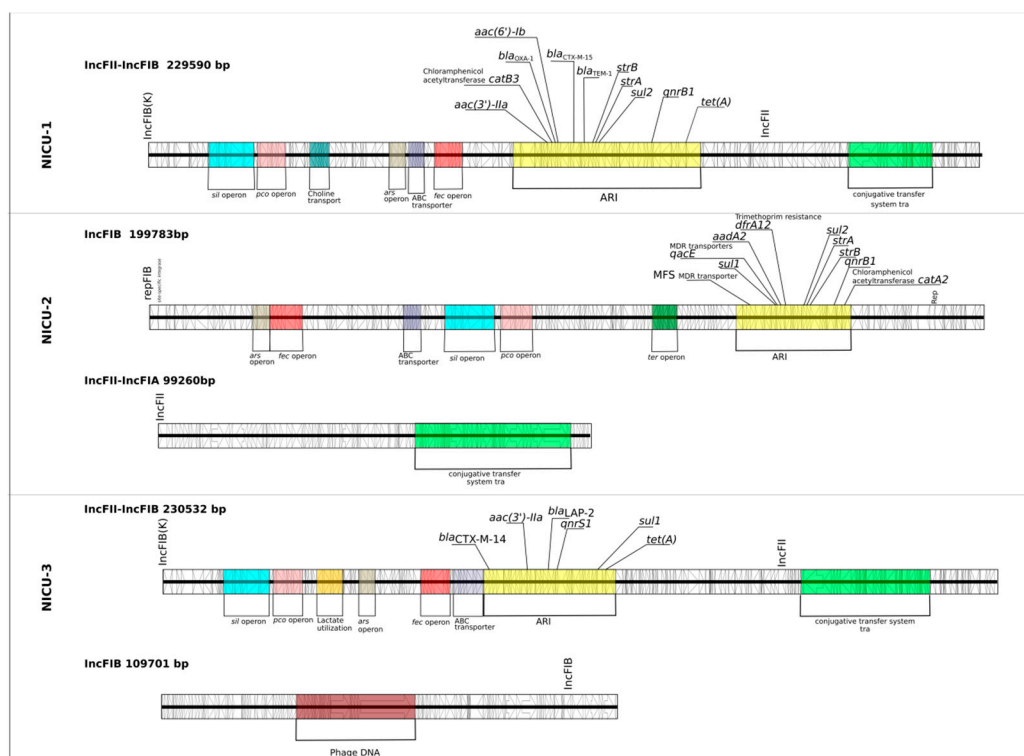 NICU-1
IncFII-IncFIB 229590 bp
aac(6')-Ib
blaOXA-1
blaCTX-M-15
blaTEM-1
strB
strA
sul2
qnrB1
tet(A)
Chloramphenicol
acetyltransferase catB3
aac(3')-IIa
IncFIB(K)
IncFII
sil operon
pco operon
Choline
transport
ars
operon
ABC
transporter
fec operon
ARI
conjugative transfer
system tra
NICU-2
IncFIB 199783bp
Trimethoprim resistance
dfrA12
aadA2
MDR transporters
qacE
sul1
MFS MDR transporter
sul2
strA
strB
qnrB1
Chloramphenicol
acetyltransferase catA2
Rep
repFIB
site-specific integrase
ars
operon
fec operon
ABC
transporter
sil operon
pco operon
ter operon
ARI
IncFII-IncFIA 99260bp
IncFII
conjugative transfer
system tra
NICU-3
IncFII-IncFIB 230532 bp
IncFIB(K)
blaCTX-M-14
aac(3')-IIa
blaLAP-2
qnrS1
sul1
tet(A)
IncFII
sil operon
pco operon
Lactate
utilization
ars
operon
fec operon
ABC
transporter
ARI
conjugative transfer system
tra
IncFIB 109701 bp
IncFIB
Phage DNA